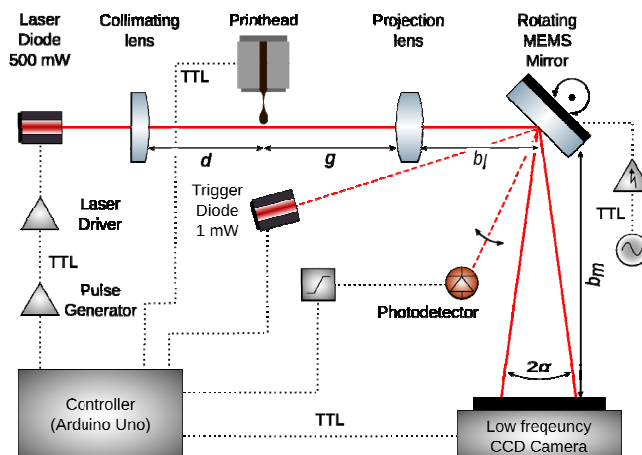 Laser
Diode
500 mW
Collimating
lens
Printhead
Projection
lens
Rotating
MEMS
Mirror
TTL
d
g
b_l
Trigger
Diode
1 mW
Laser
Driver
TTL
TTL
Pulse
Generator
b_m
Photodetector
2α
Controller
(Arduino Uno)
TTL
Low freqeuncy
CCD Camera